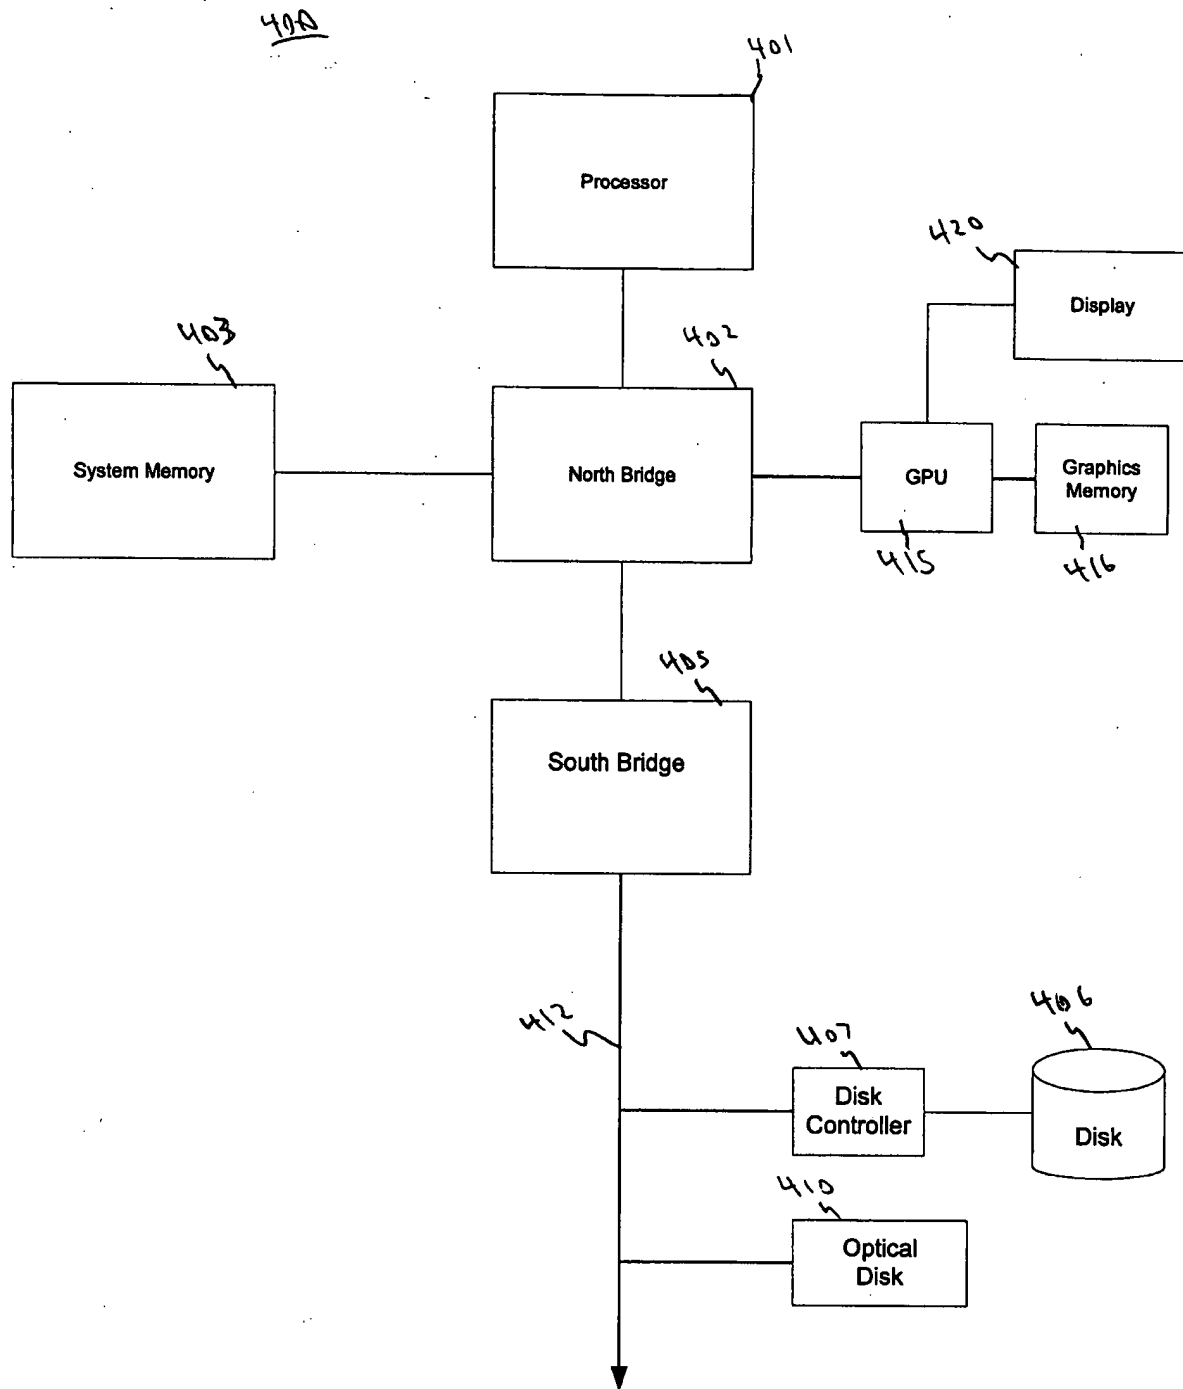 400
401
Processor
420
Display
403
System Memory
402
North Bridge
GPU
415
Graphics
Memory
416
405
South Bridge
412
407
Disk
Controller
406
Disk
410
Optical
Disk